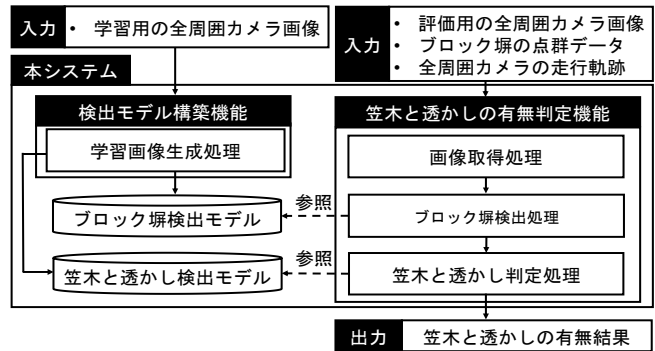 入力
• 学習用の全周囲カメラ画像
入力
• 評価用の全周囲カメラ画像
• ブロック塀の点群データ
• 全周囲カメラの走行軌跡
本システム
検出モデル構築機能
学習画像生成処理
ブロック塀検出モデル
笠木と透かし検出モデル
笠木と透かしの有無判定機能
画像取得処理
参照
ブロック塀検出処理
参照
笠木と透かし判定処理
出力
笠木と透かしの有無結果